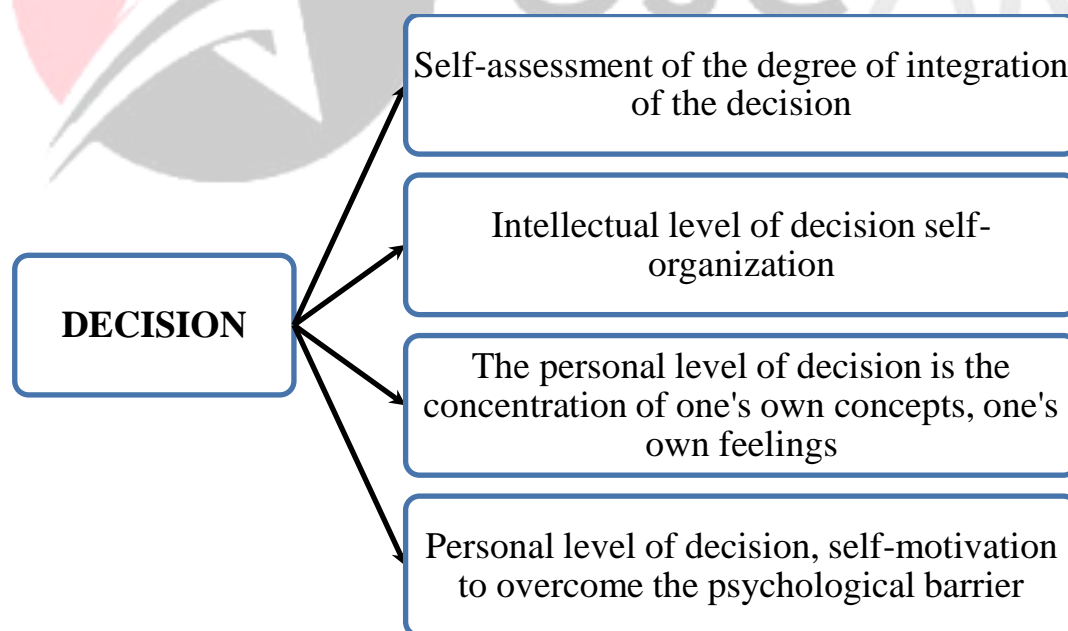 Self-assessment of the degree of integration
of the decision
Intellectual level of decision self-
organization
DECISION
The personal level of decision is the
concentration of one's own concepts, one's
own feelings
Personal level of decision, self-motivation
to overcome the psychological barrier